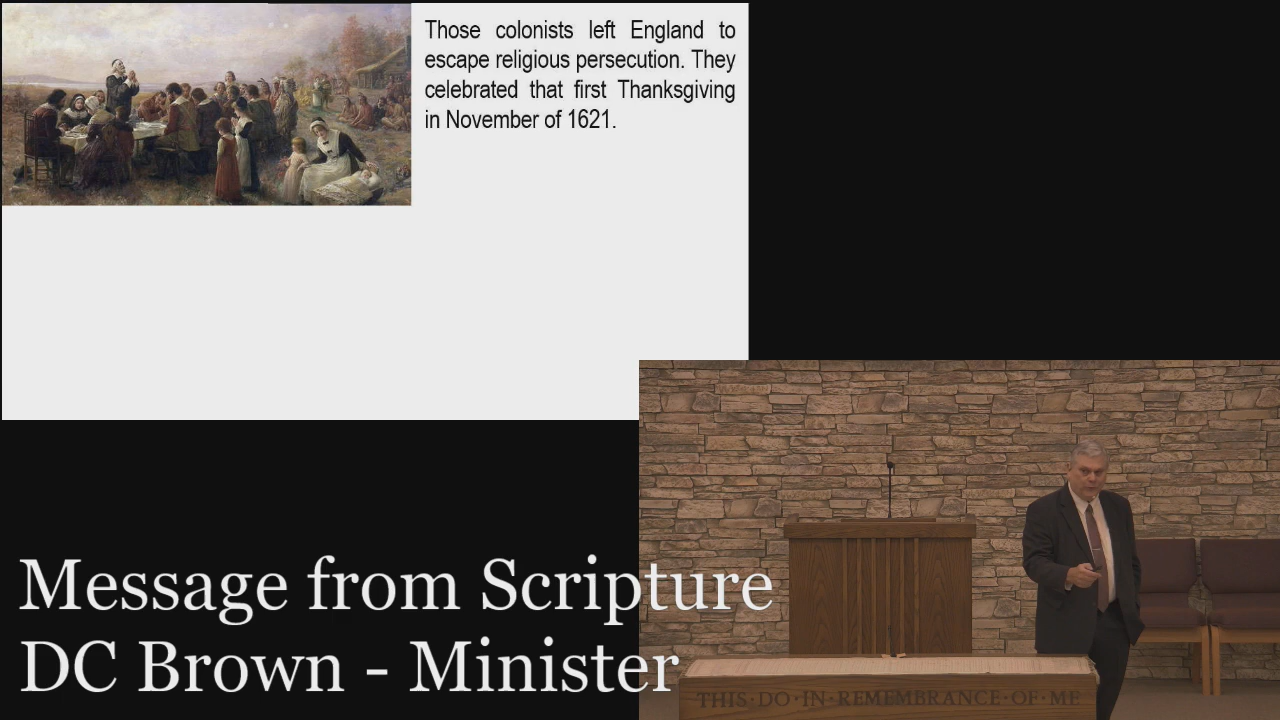 Those colonists left England to
escape religious persecution. They
celebrated that first Thanksgiving
in November of 1621.
Message from Scripture
DC Brown - Minister
THIS·DO·IN·REMEMBRANCE·OF·ME